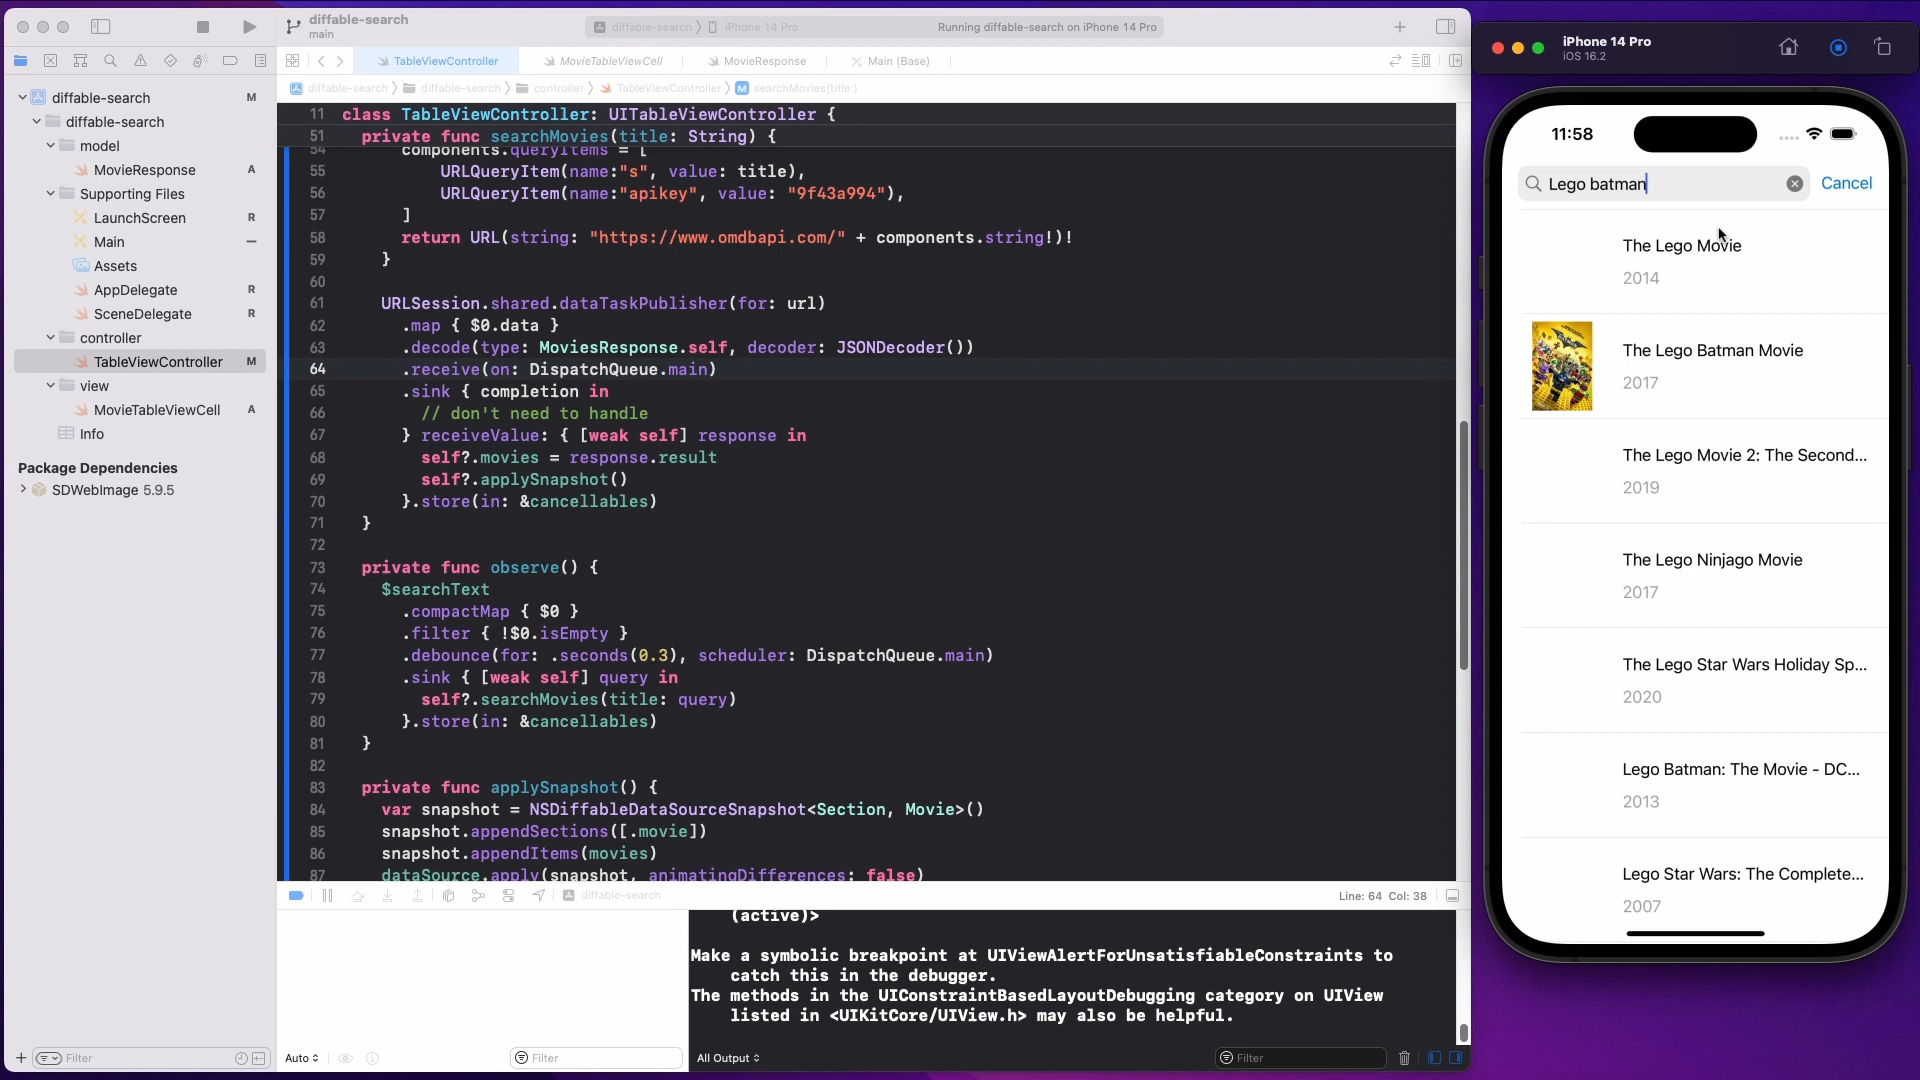 diffable-search
main
diffable-search
iPhone 14 Pro
Running diffable-search on iPhone 14 Pro
TableViewController
MovieTableViewCell
MovieResponse
Main (Base)
diffable-search
diffable-search
controller
TableViewController
M
searchMovies(title:)
diffable-search M
diffable-search
model
MovieResponse A
Supporting Files
LaunchScreen R
Main —
Assets
AppDelegate R
SceneDelegate R
controller
TableViewController M
view
MovieTableViewCell A
Info
Package Dependencies
SDWebImage 5.9.5
Filter
11 class TableViewController: UITableViewController {
51 private func searchMovies(title: String) {
54 components.queryItems = [
55 URLQueryItem(name:"s", value: title),
56 URLQueryItem(name:"apikey", value: "9f43a994"),
57 ]
58 return URL(string: "https://www.omdbapi.com/" + components.string!)!
59 }
60
61 URLSession.shared.dataTaskPublisher(for: url)
62 .map { $0.data }
63 .decode(type: MoviesResponse.self, decoder: JSONDecoder())
64 .receive(on: DispatchQueue.main)
65 .sink { completion in
66 // don't need to handle
67 } receiveValue: { [weak self] response in
68 self?.movies = response.result
69 self?.applySnapshot()
70 }.store(in: &cancellables)
71 }
72
73 private func observe() {
74 $searchText
75 .compactMap { $0 }
76 .filter { !$0.isEmpty }
77 .debounce(for: .seconds(0.3), scheduler: DispatchQueue.main)
78 .sink { [weak self] query in
79 self?.searchMovies(title: query)
80 }.store(in: &cancellables)
81 }
82
83 private func applySnapshot() {
84 var snapshot = NSDiffableDataSourceSnapshot<Section, Movie>()
85 snapshot.appendSections([.movie])
86 snapshot.appendItems(movies)
87 dataSource.apply(snapshot, animatingDifferences: false)
diffable-search
Line: 64 Col: 38
(active)>
Make a symbolic breakpoint at UIViewAlertForUnsatisfiableConstraints to
catch this in the debugger.
The methods in the UIConstraintBasedLayoutDebugging category on UIView
listed in <UIKitCore/UIView.h> may also be helpful.
Auto
Filter
All Output
Filter
iPhone 14 Pro
iOS 16.2
11:58
Lego batman
Cancel
The Lego Movie
2014
The Lego Batman Movie
2017
The Lego Movie 2: The Second...
2019
The Lego Ninjago Movie
2017
The Lego Star Wars Holiday Sp...
2020
Lego Batman: The Movie - DC...
2013
Lego Star Wars: The Complete...
2007